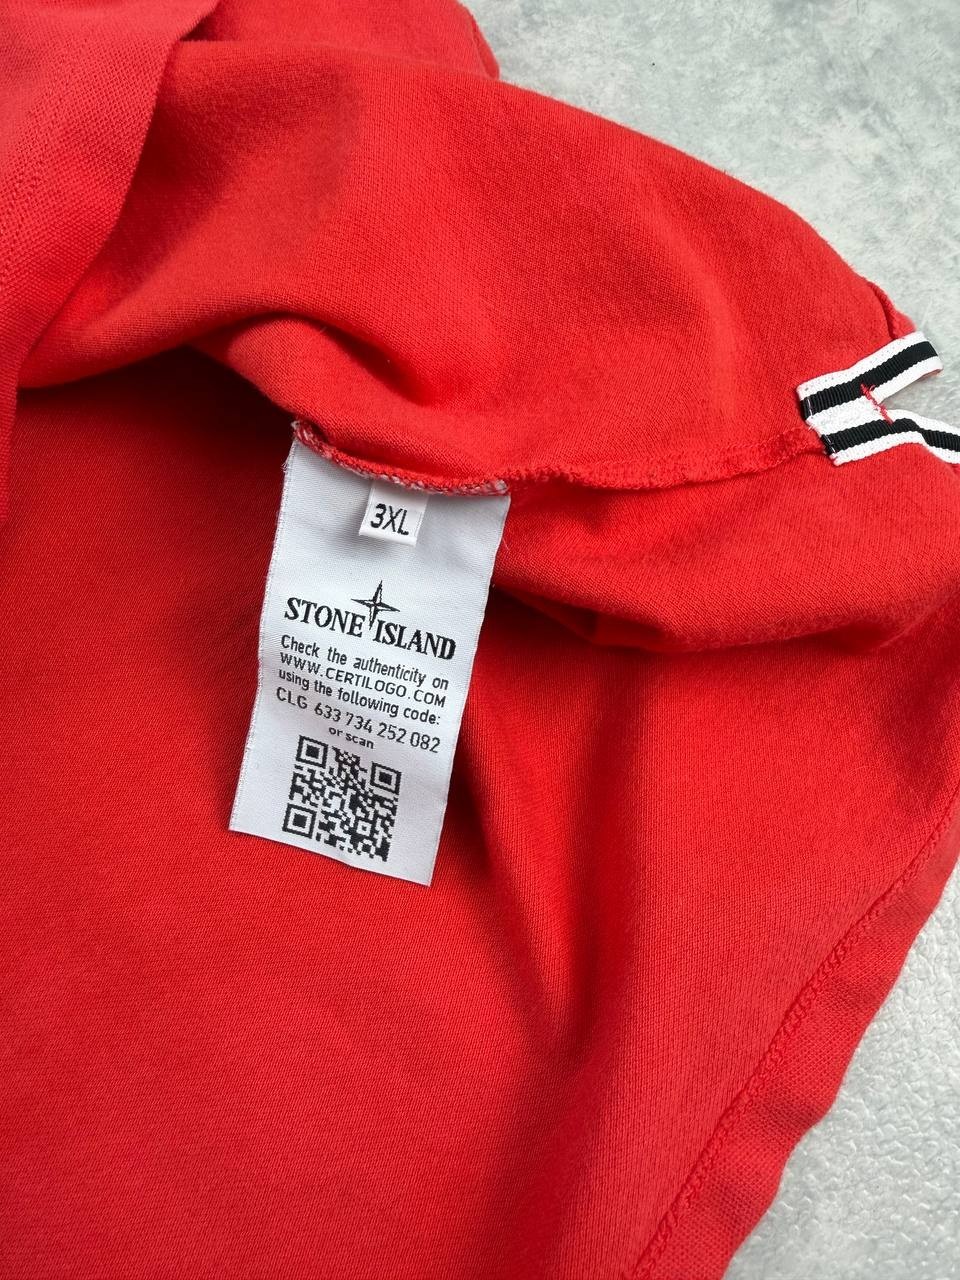 3XL
STONE ISLAND
Check the authenticity on
WWW.CERTILOGO.COM
using the following code:
CLG 633 734 252 082
or scan